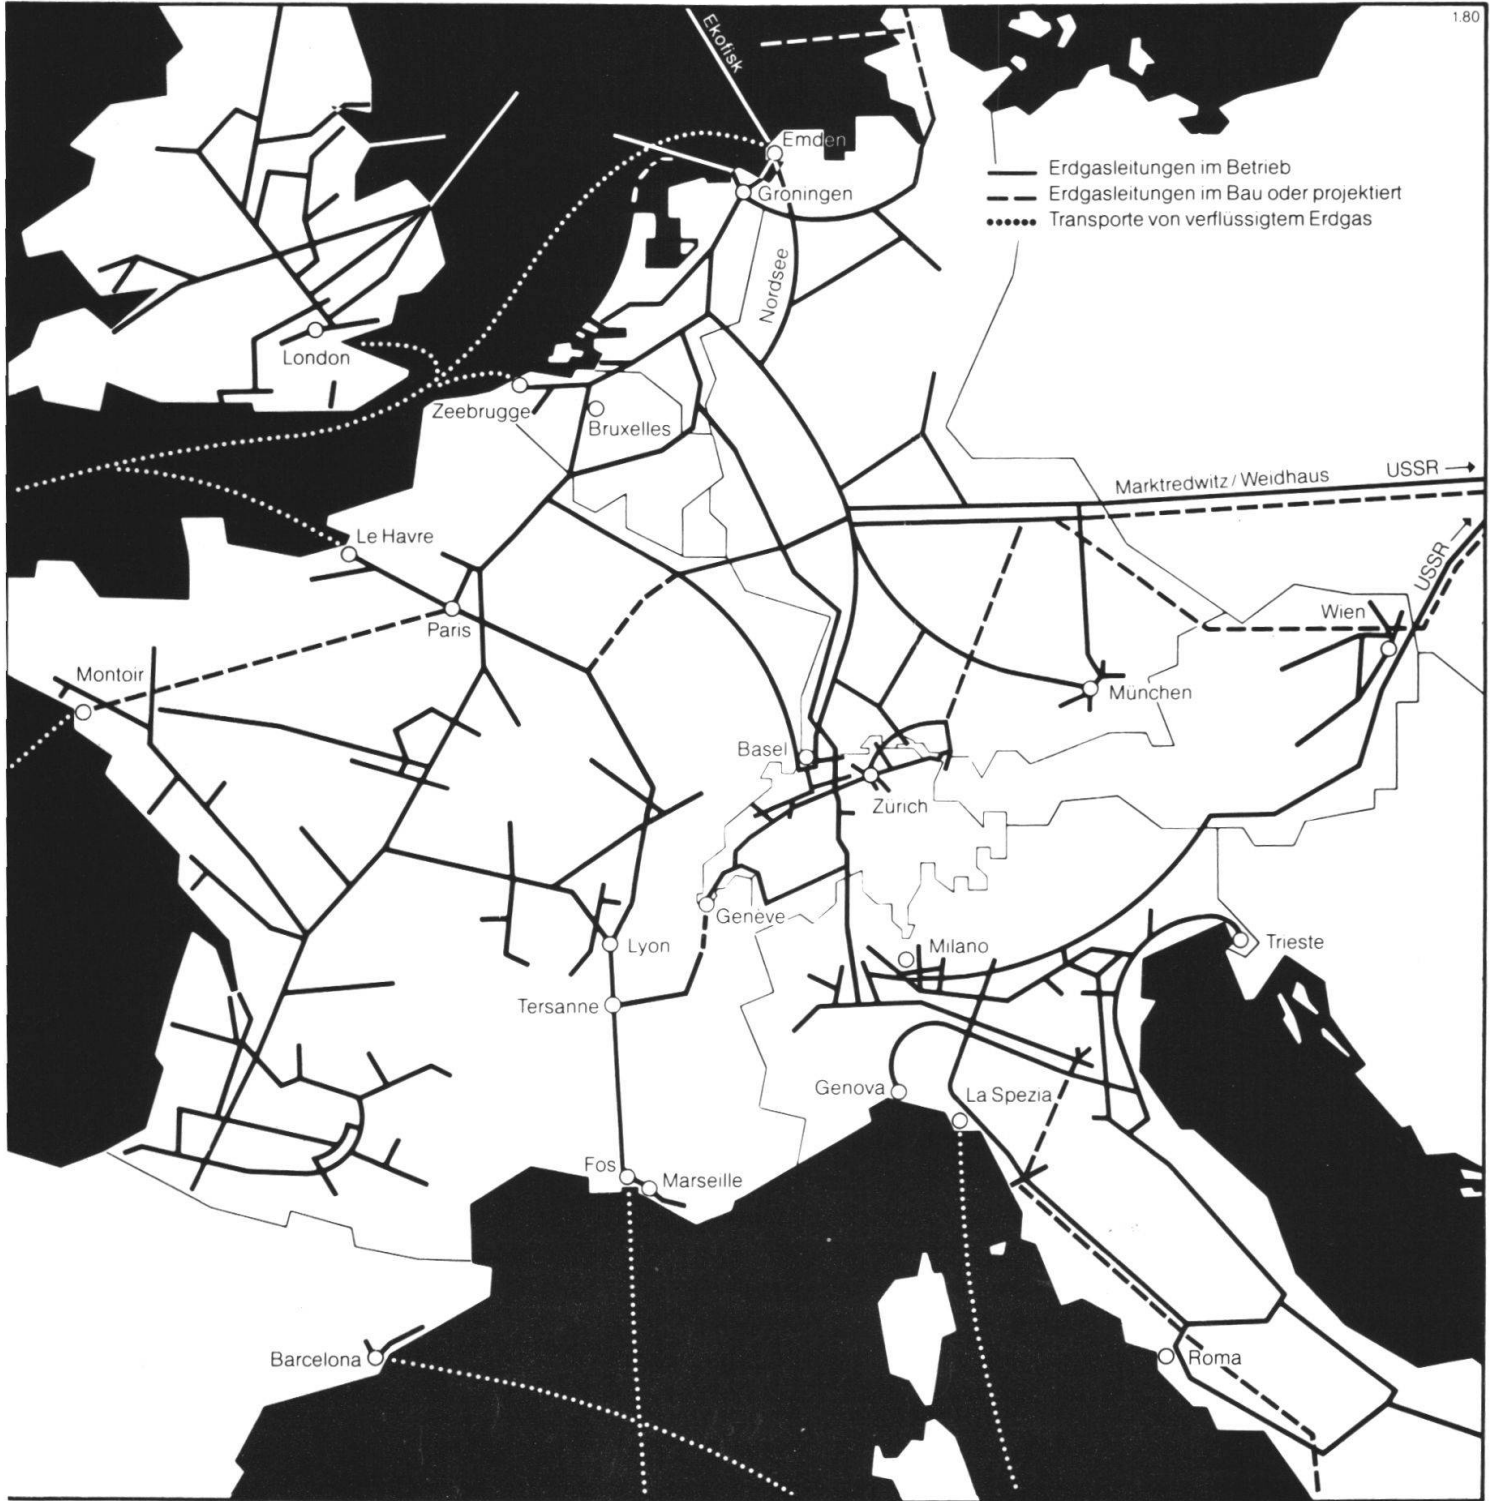 1.80
Ekofisk
Emden
Groningen
Erdgasleitungen im Betrieb
Erdgasleitungen im Bau oder projektiert
Transporte von verflüssigtem Erdgas
Nordsee
London
Zeebrugge
Bruxelles
Marktredwitz/Weidhaus
USSR
USSR
Le Havre
Paris
Wien
Montoir
München
Basel
Zürich
Genève
Lyon
Milano
Trieste
Tersanne
Genova
La Spezia
Fos
Marseille
Barcelona
Roma